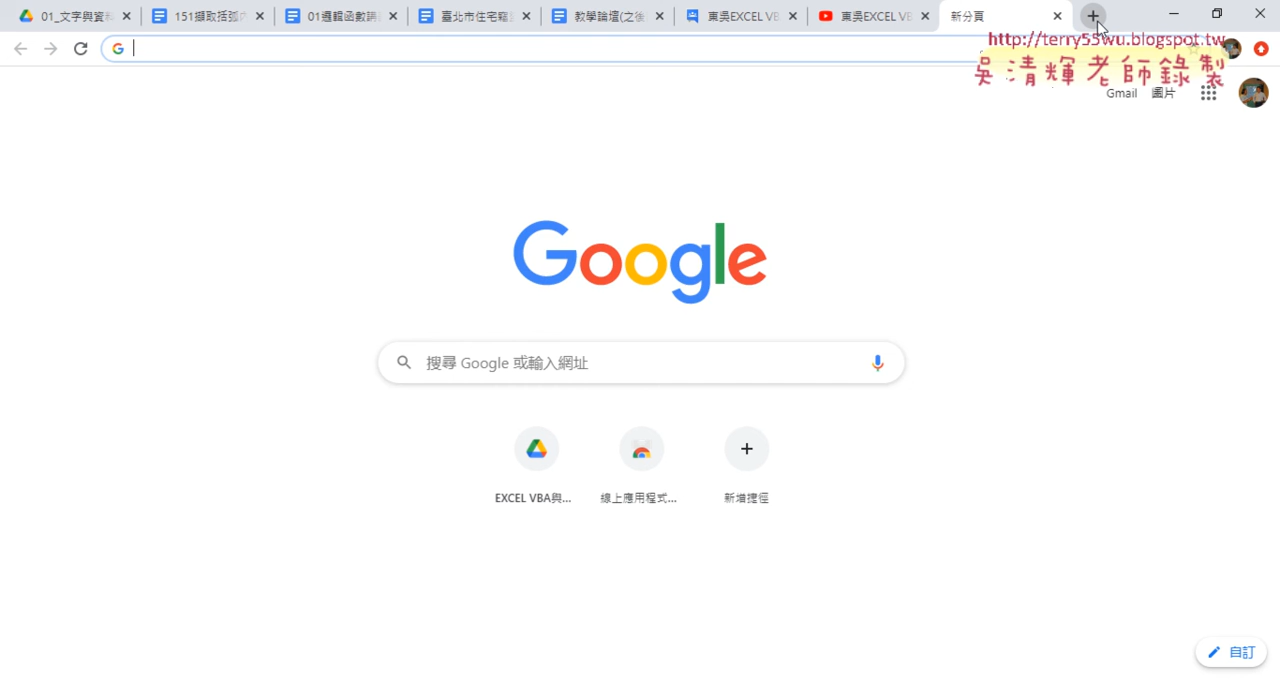 01_文字與資料
151擷取括弧內
01邏輯函數
臺北市住宅竊
教學論壇(之後
東吳EXCEL VB
東吳EXCEL VB
新分頁
http://terry55wu.blogspot.tw
吳清輝老師錄製
Gmail 圖片
Google
搜尋 Google 或輸入網址
EXCEL VBA與...
線上應用程式...
新增捷徑
自訂